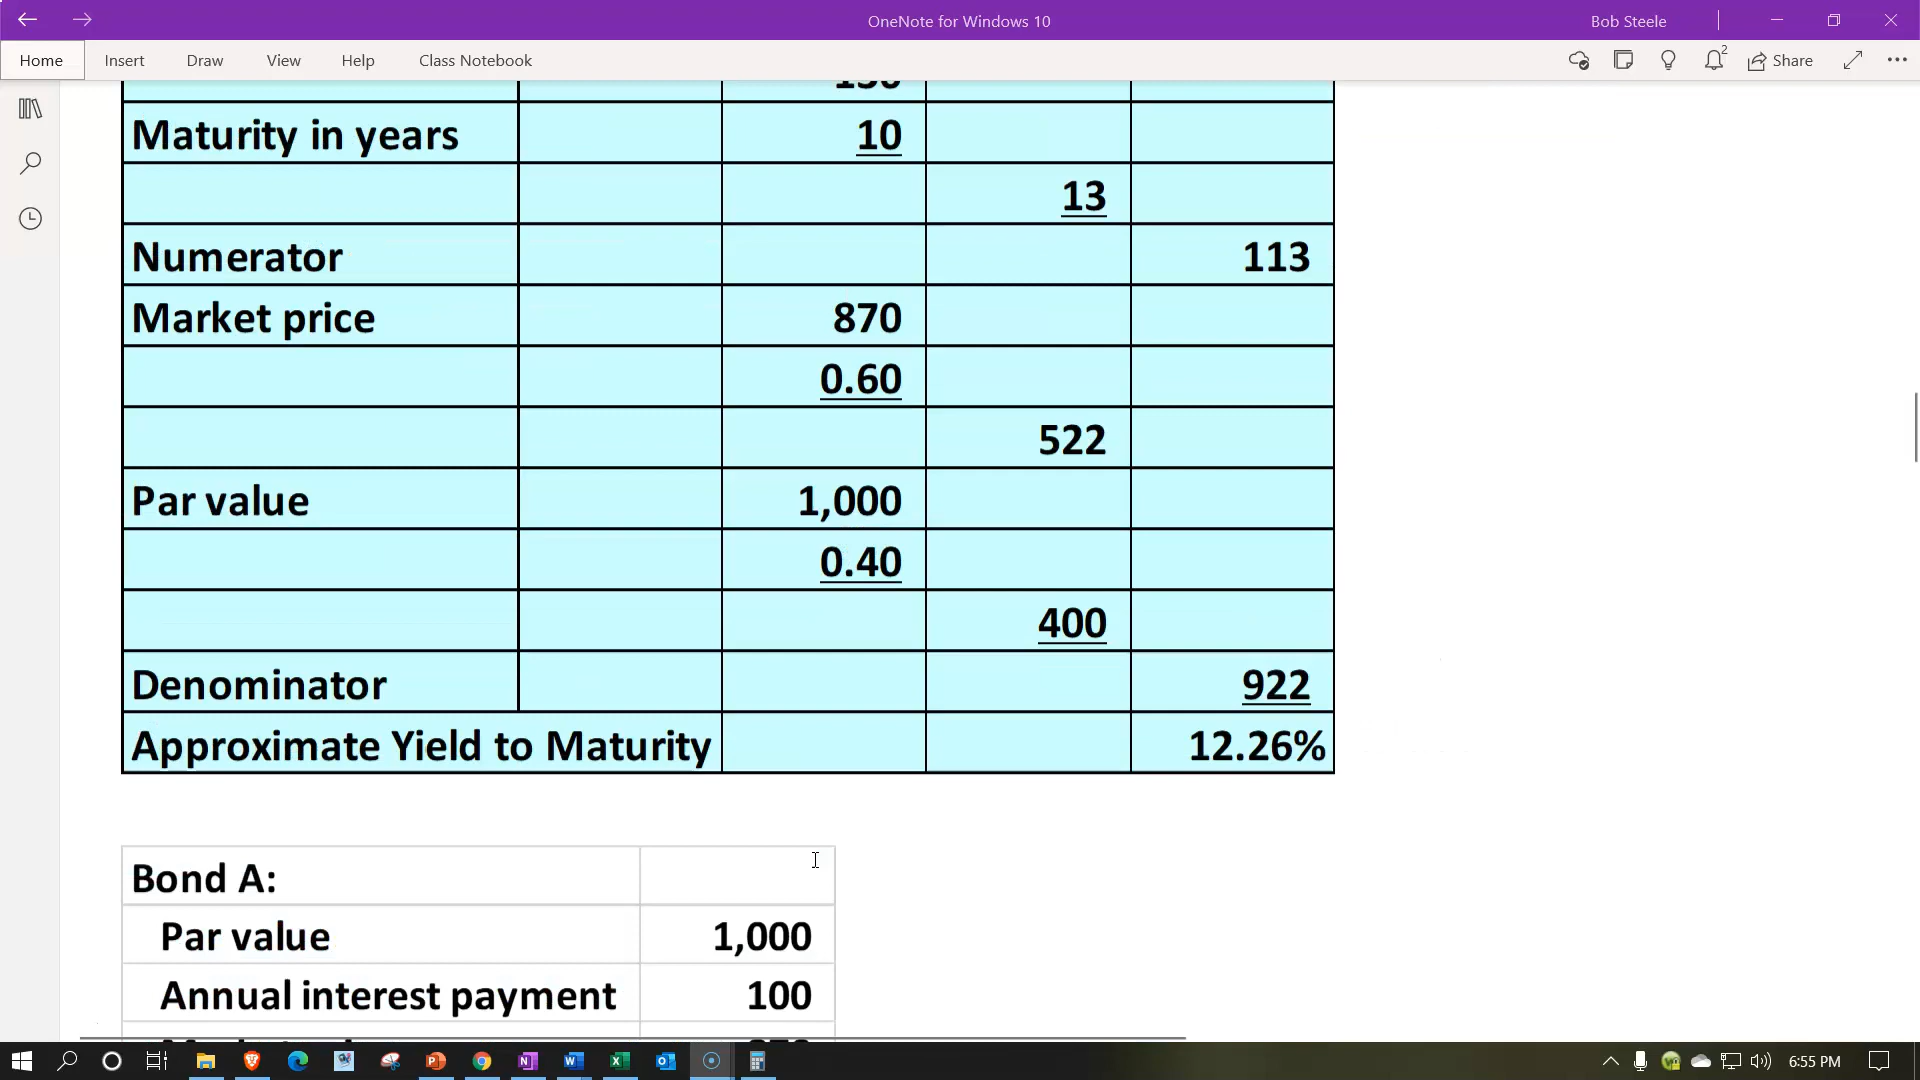 OneNote for Windows 10
Bob Steele
Home Insert Draw View Help Class Notebook
2 Share
130
Maturity in years 10
13
Numerator 113
Market price 870
0.60
522
Par value 1,000
0.40
400
Denominator 922
Approximate Yield to Maturity 12.26%
Bond A:
Par value 1,000
Annual interest payment 100
6:55 PM